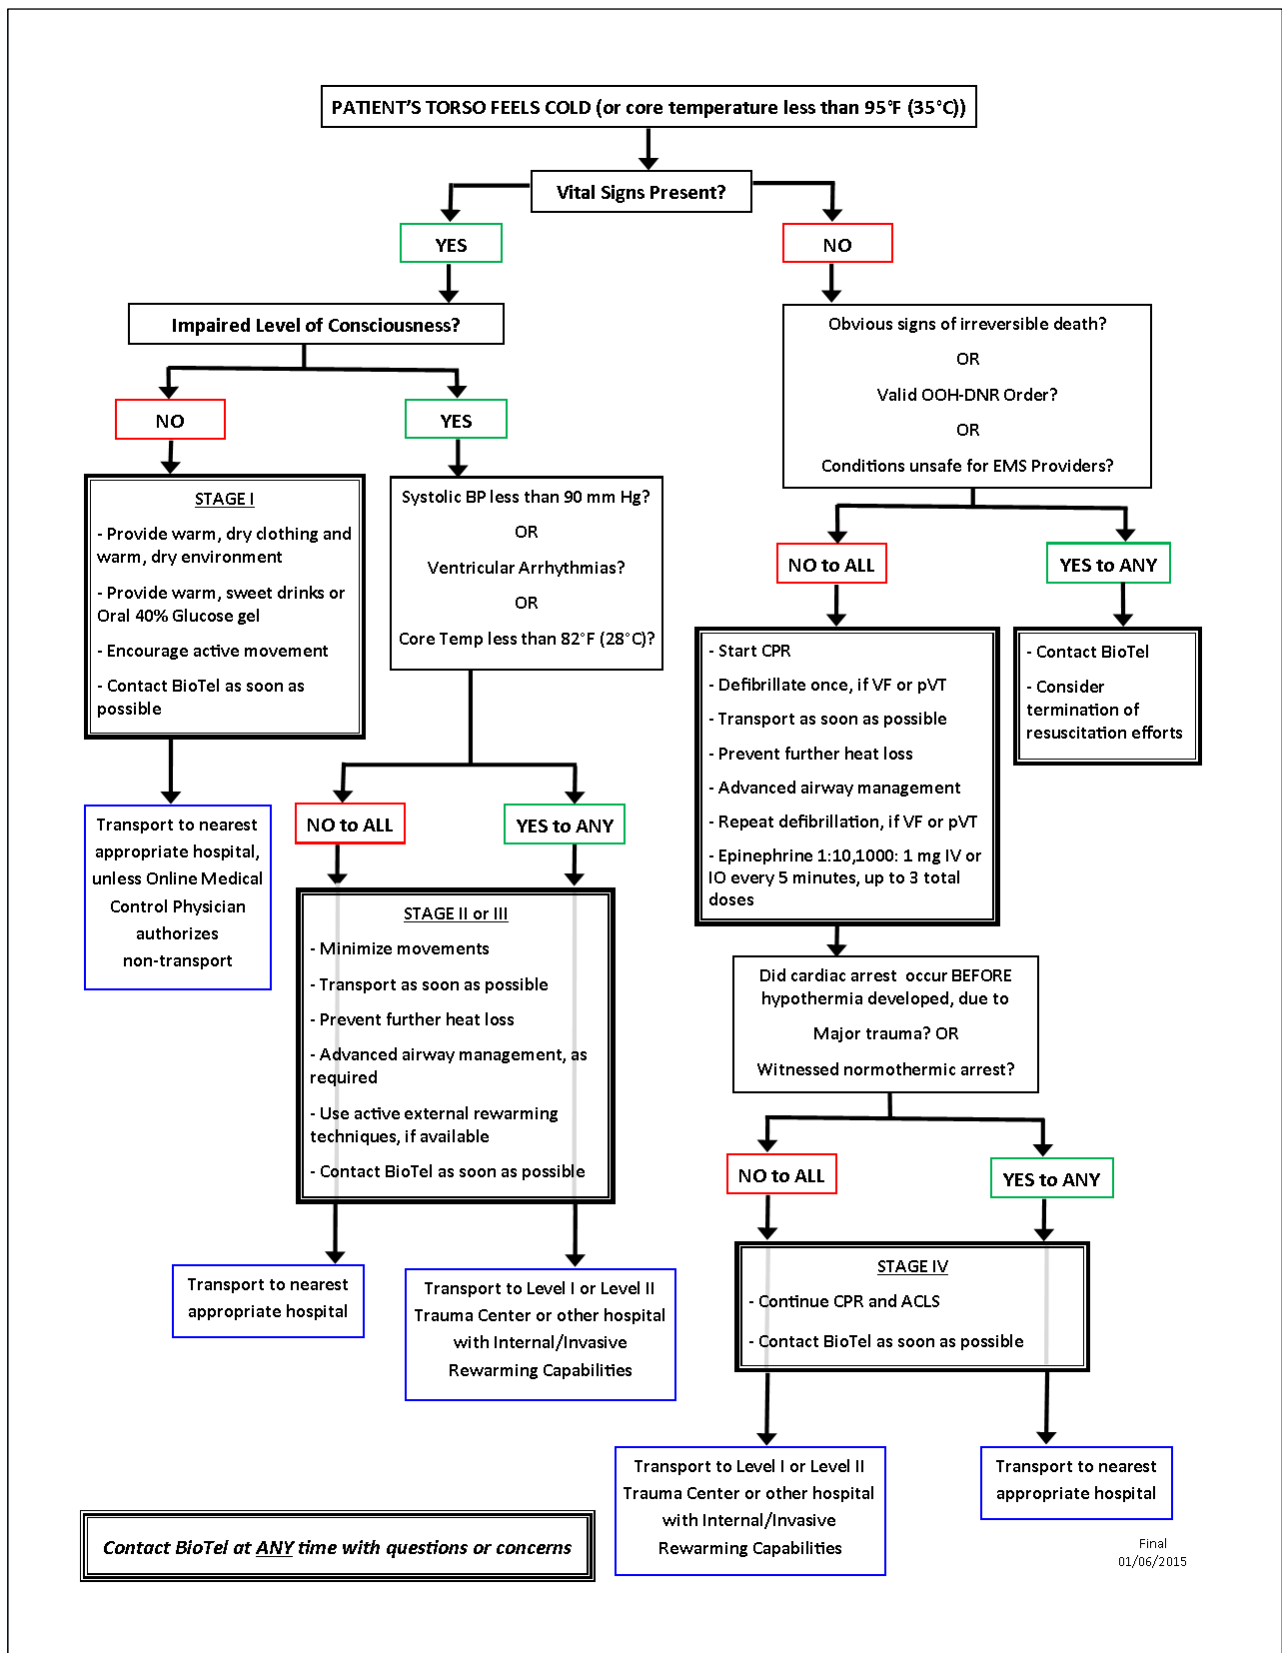 PATIENT'S TORSO FEELS COLD (or core temperature less than 95°F (35°C))
Vital Signs Present?
YES
NO
Impaired Level of Consciousness?
NO
YES
STAGE I
- Provide warm, dry clothing and
warm, dry environment
- Provide warm, sweet drinks or
Oral 40% Glucose gel
- Encourage active movement
- Contact BioTel as soon as
possible
Transport to nearest
appropriate hospital,
unless Online Medical
Control Physician
authorizes
non-transport
Systolic BP less than 90 mm Hg?
OR
Ventricular Arrhythmias?
OR
Core Temp less than 82°F (28°C)?
NO to ALL
YES to ANY
STAGE II or III
- Minimize movements
- Transport as soon as possible
- Prevent further heat loss
- Advanced airway management, as
required
- Use active external rewarming
techniques, if available
- Contact BioTel as soon as possible
Transport to nearest
appropriate hospital
Transport to Level I or Level II
Trauma Center or other hospital
with Internal/Invasive
Rewarming Capabilities
Obvious signs of irreversible death?
OR
Valid OOH-DNR Order?
OR
Conditions unsafe for EMS Providers?
NO to ALL
YES to ANY
- Start CPR
- Defibrillate once, if VF or pVT
- Transport as soon as possible
- Prevent further heat loss
- Advanced airway management
- Repeat defibrillation, if VF or pVT
- Epinephrine 1:10,1000: 1 mg IV or
IO every 5 minutes, up to 3 total
doses
- Contact BioTel
- Consider
termination of
resuscitation efforts
Did cardiac arrest occur BEFORE
hypothermia developed, due to
Major trauma? OR
Witnessed normothermic arrest?
NO to ALL
YES to ANY
STAGE IV
- Continue CPR and ACLS
- Contact BioTel as soon as possible
Transport to Level I or Level II
Trauma Center or other hospital
with Internal/Invasive
Rewarming Capabilities
Transport to nearest
appropriate hospital
Contact BioTel at ANY time with questions or concerns
Final
01/06/2015